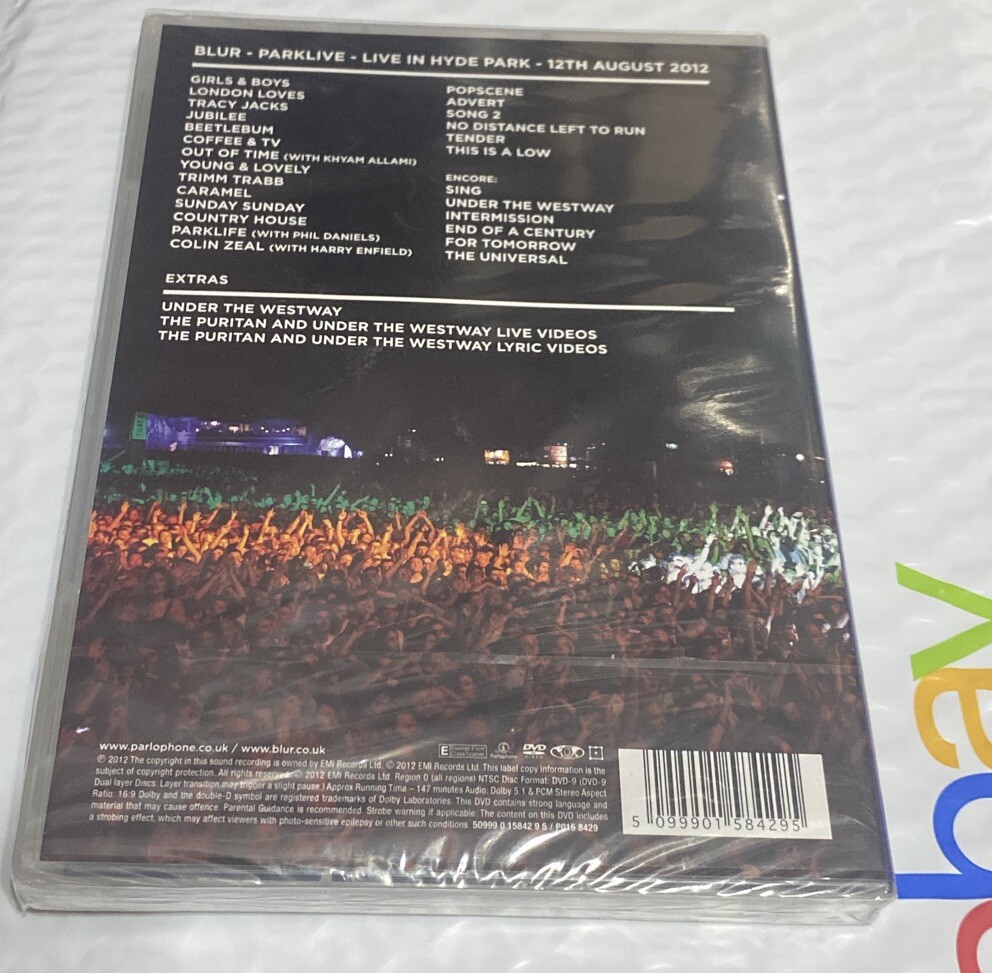 BLUR - PARKLIVE - LIVE IN HYDE PARK - 12TH AUGUST 2012
GIRLS & BOYS
LONDON LOVES
TRACY JACKS
JUBILEE
BEETLEBUM
COFFEE & TV
OUT OF TIME (WITH KHYAM ALLAMI)
YOUNG & LOVELY
TRIMM TRABB
CARAMEL
SUNDAY SUNDAY
COUNTRY HOUSE
PARKLIFE (WITH PHIL DANIELS)
COLIN ZEAL (WITH HARRY ENFIELD)
POPSCENE
ADVERT
SONG 2
NO DISTANCE LEFT TO RUN
TENDER
THIS IS A LOW
ENCORE:
SING
UNDER THE WESTWAY
INTERMISSION
END OF A CENTURY
FOR TOMORROW
THE UNIVERSAL
EXTRAS
UNDER THE WESTWAY
THE PURITAN AND UNDER THE WESTWAY LIVE VIDEOS
THE PURITAN AND UNDER THE WESTWAY LYRIC VIDEOS
www.parlophone.co.uk / www.blur.co.uk
E Exempt from Classification Parlophone DVD VIDEO EMI
℗ 2012 The copyright in this sound recording is owned by EMI Records Ltd. © 2012 EMI Records Ltd. This label copy information is the
subject of copyright protection. All rights reserved. © 2012 EMI Records Ltd. Region 0 (all regions) NTSC Disc Format: DVD-9 (DVD-9
Dual layer Discs: Layer transition may trigger a slight pause.) Approx Running Time – 147 minutes Audio: Dolby 5.1 & PCM Stereo Aspect
Ratio: 16:9 Dolby and the double-D symbol are registered trademarks of Dolby Laboratories. This DVD contains strong language and
material that may cause offence. Parental Guidance is recommended. Strobe warning if applicable. The content on this DVD includes
a strobing effect, which may affect viewers with photo-sensitive epilepsy or other such conditions. 50999 0 15842 9 5 / P015 8429
5 099901 584295
ebay